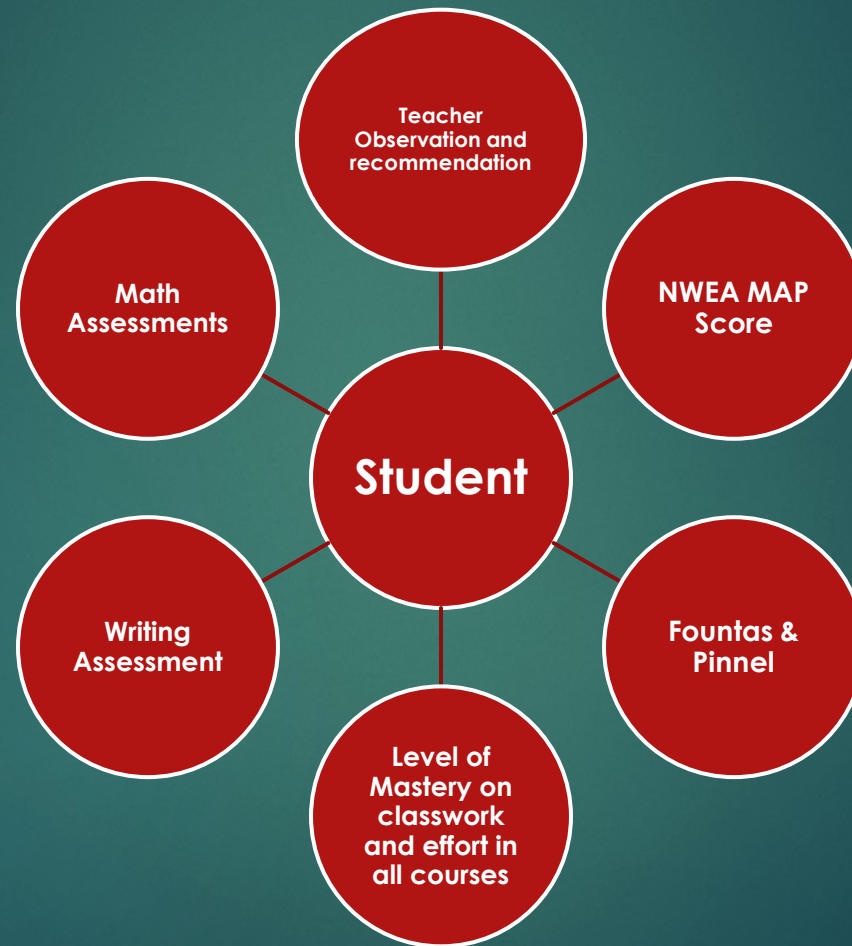 Teacher
Observation and
recommendation
NWEA MAP
Score
Fountas &
Pinnel
Level of
Mastery on
classwork
and effort in
all courses
Writing
Assessment
Math
Assessments
Student